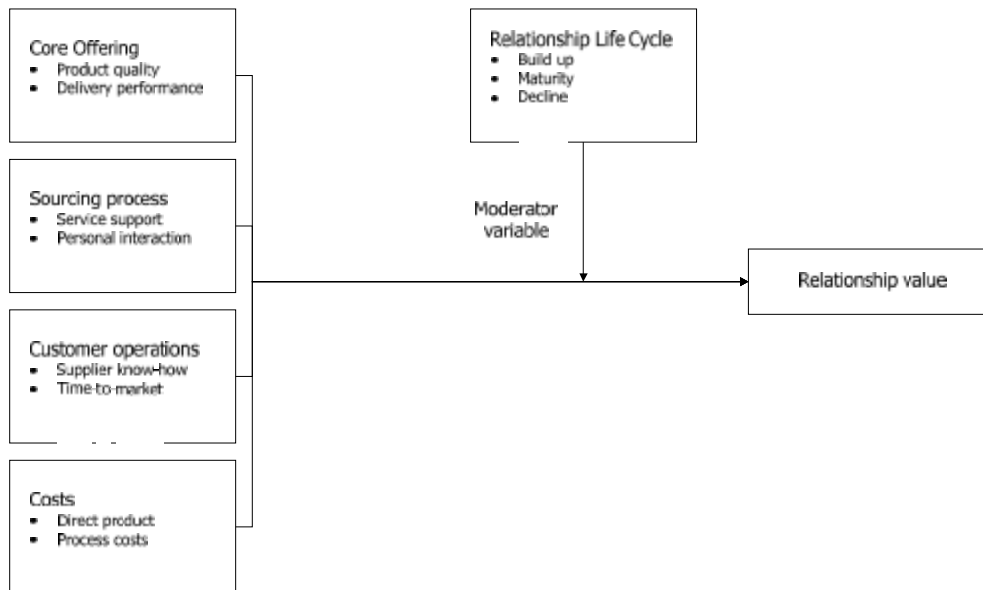 Core Offering
• Product quality
• Delivery performance
Relationship Life Cycle
• Build up
• Maturity
• Decline
Sourcing process
• Service support
• Personal interaction
Moderator
variable
Relationship value
Customer operations
• Supplier know-how
• Time-to-market
Costs
• Direct product
• Process costs